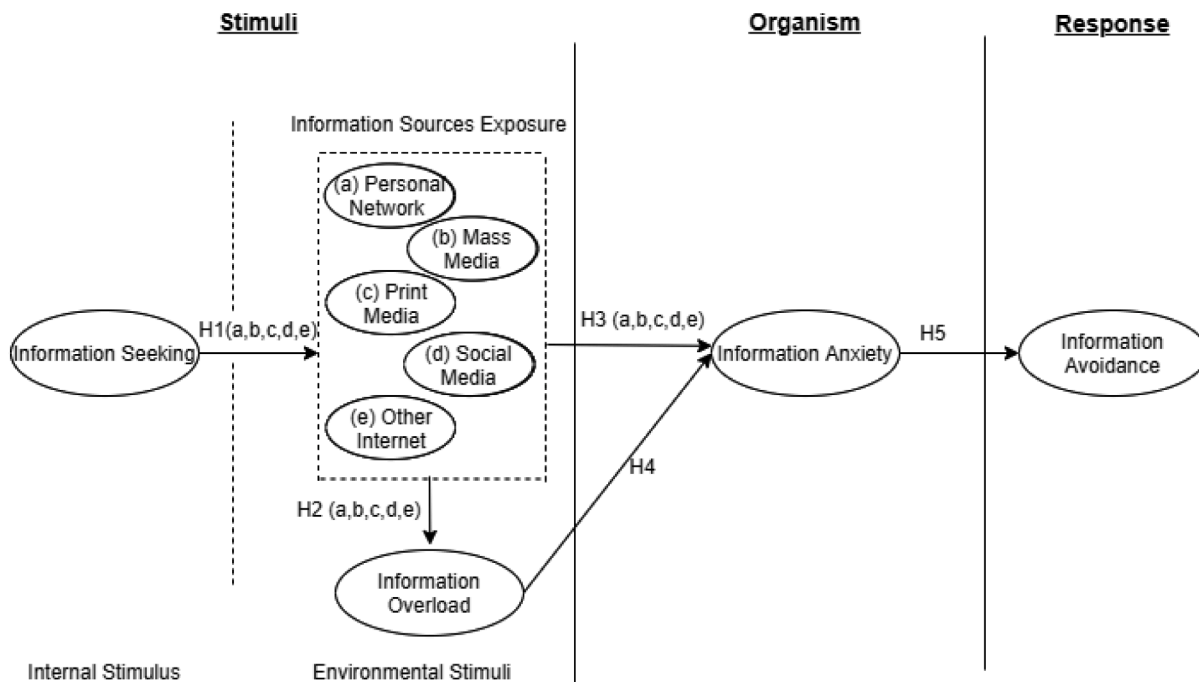 Stimuli
Organism
Response
Information Sources Exposure
(a) Personal
Network
(b) Mass
Media
(c) Print
Media
(d) Social
Media
(e) Other
Internet
H1(a,b,c,d,e)
Information Seeking
H3 (a,b,c,d,e)
Information Anxiety
H5
Information
Avoidance
H4
H2 (a,b,c,d,e)
Information
Overload
Internal Stimulus
Environmental Stimuli